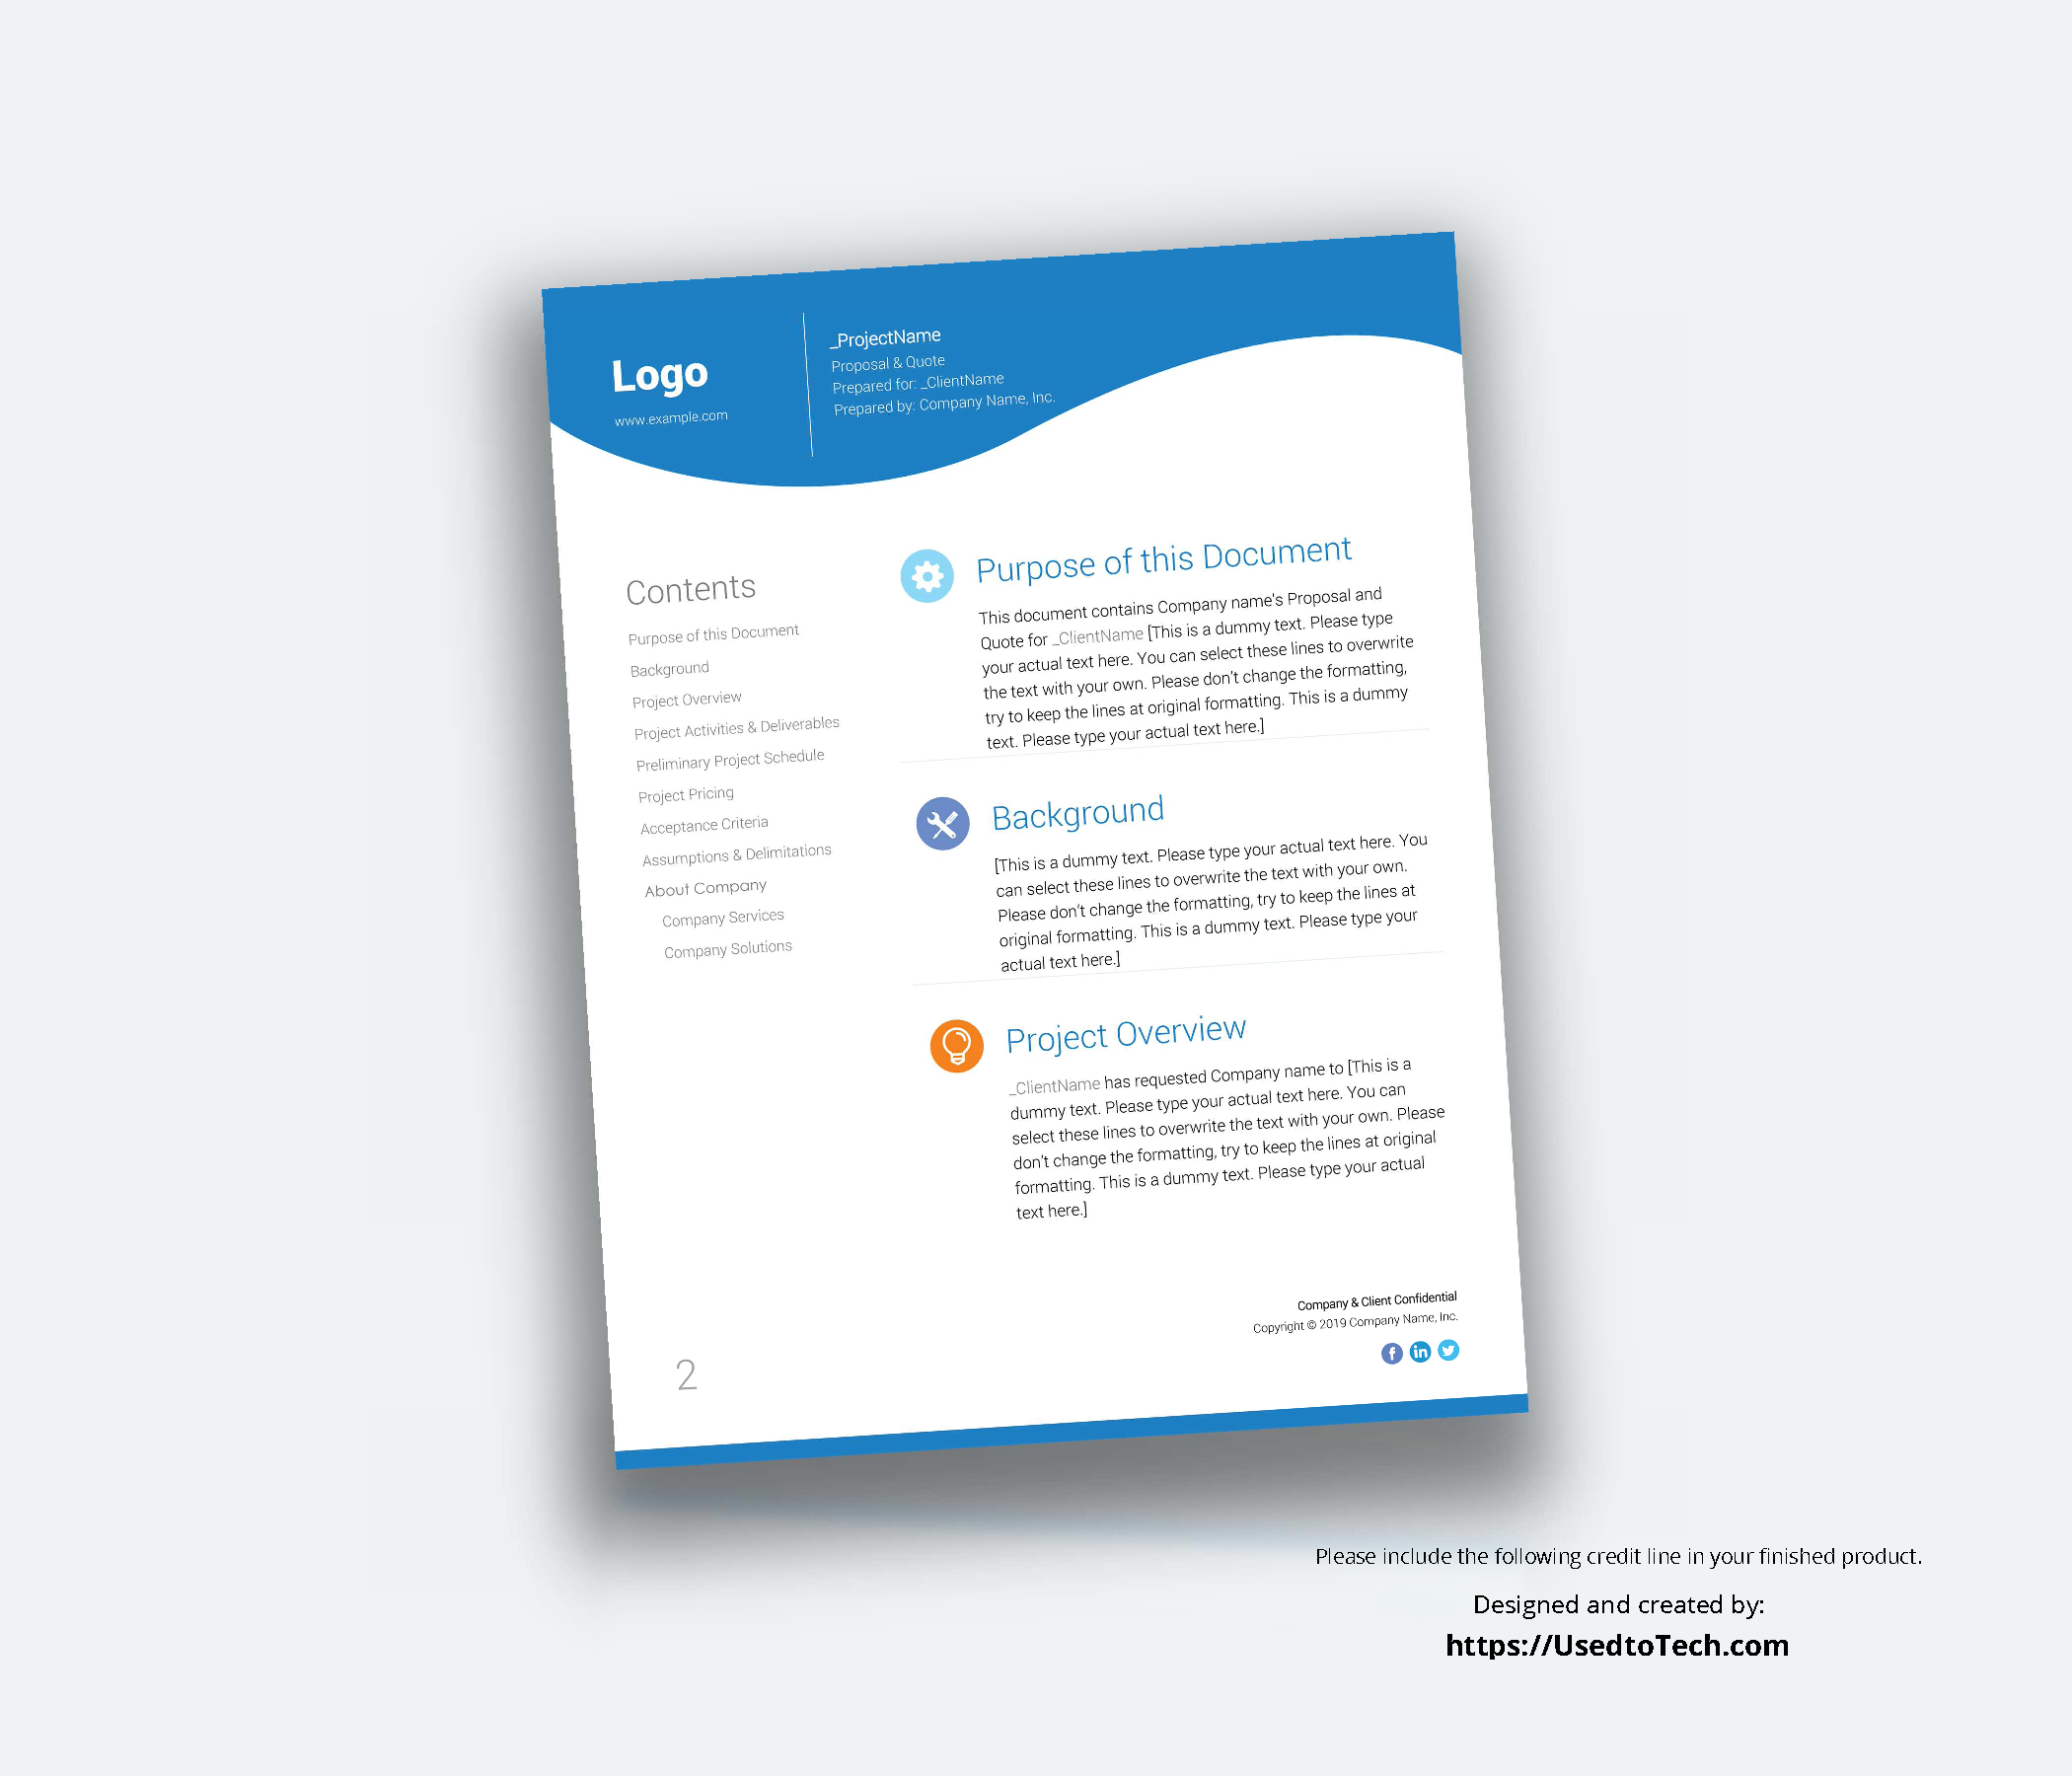 Logo
www.example.com
_ProjectName
Proposal & Quote
Prepared for: _ClientName
Prepared by: Company Name, Inc.
Contents
Purpose of this Document
Background
Project Overview
Project Activities & Deliverables
Preliminary Project Schedule
Project Pricing
Acceptance Criteria
Assumptions & Delimitations
About Company
Company Services
Company Solutions
Purpose of this Document
This document contains Company name's Proposal and
Quote for _ClientName [This is a dummy text. Please type
your actual text here. You can select these lines to overwrite
the text with your own. Please don't change the formatting,
try to keep the lines at original formatting. This is a dummy
text. Please type your actual text here.]
Background
[This is a dummy text. Please type your actual text here. You
can select these lines to overwrite the text with your own.
Please don't change the formatting, try to keep the lines at
original formatting. This is a dummy text. Please type your
actual text here.]
Project Overview
_ClientName has requested Company name to [This is a
dummy text. Please type your actual text here. You can
select these lines to overwrite the text with your own. Please
don't change the formatting, try to keep the lines at original
formatting. This is a dummy text. Please type your actual
text here.]
Company & Client Confidential
Copyright © 2019 Company Name, Inc.
f in
2
Please include the following credit line in your finished product.
Designed and created by:
https://UsedtoTech.com